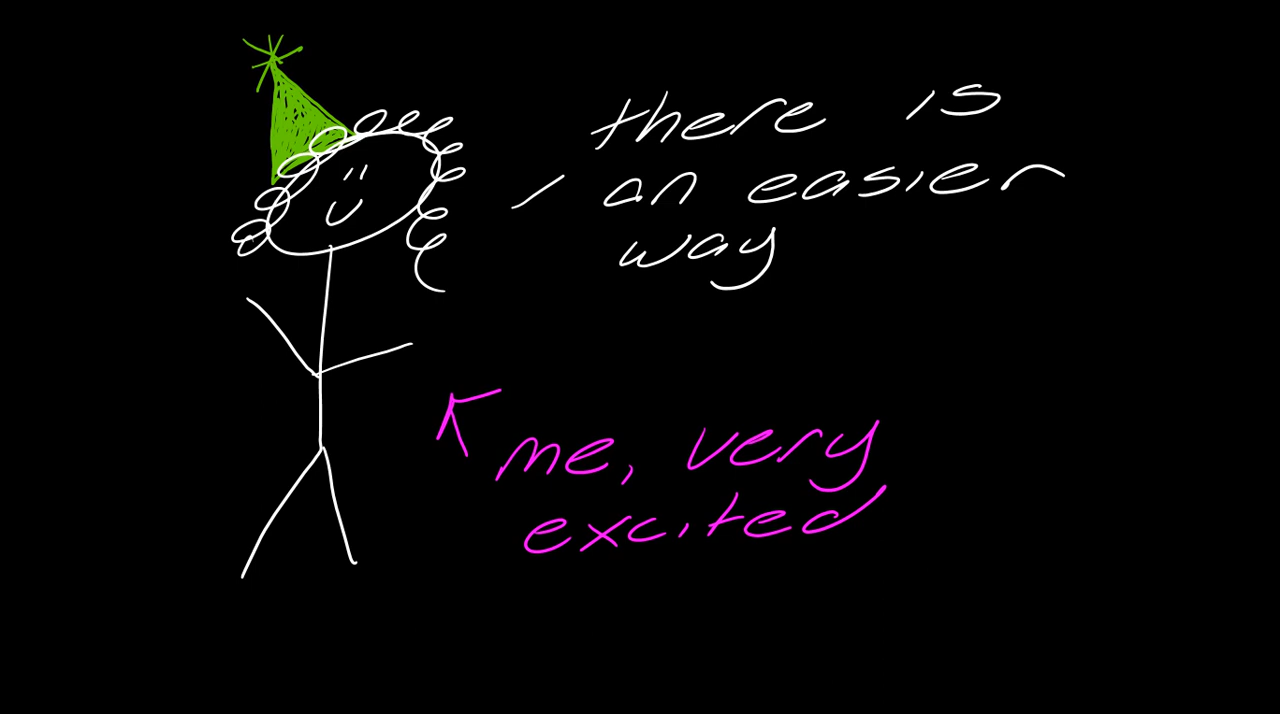 there is
an easier
way
me, very
excited